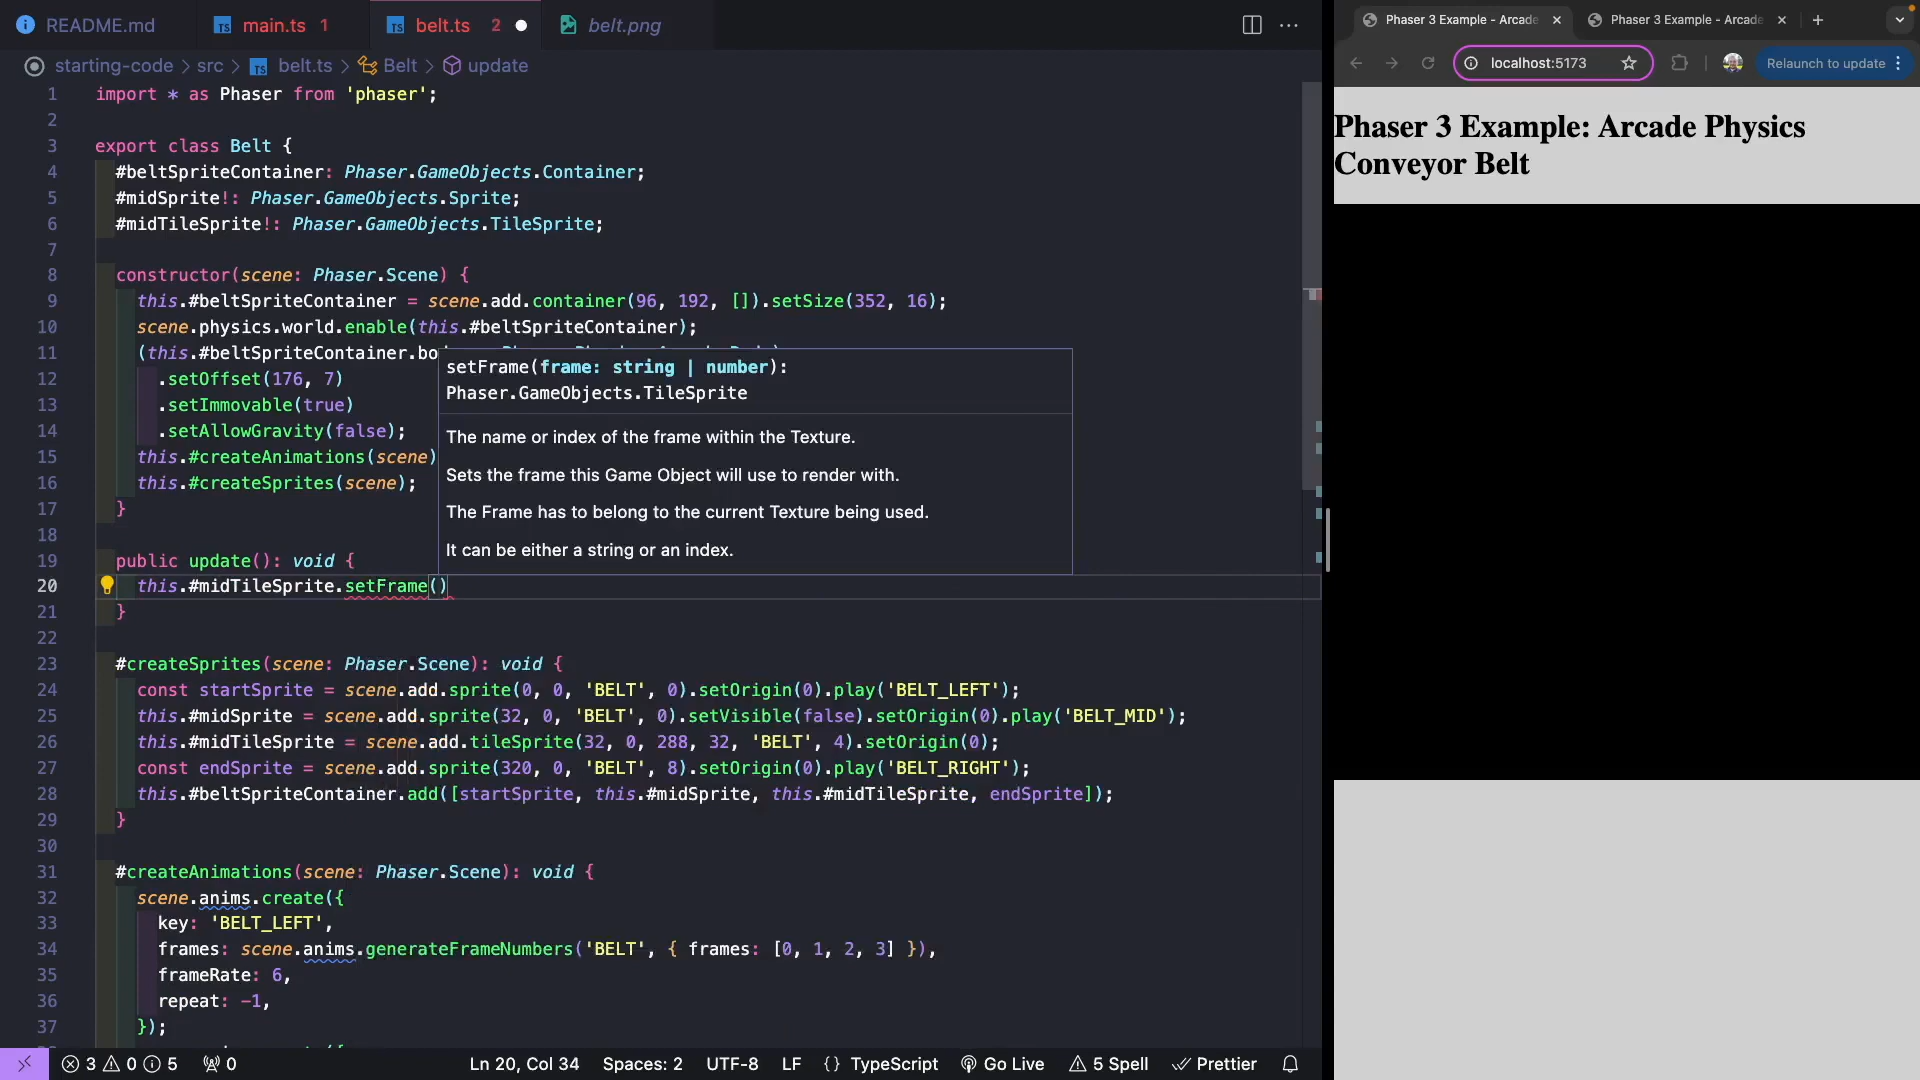 README.md
main.ts 1
belt.ts 2
belt.png
starting-code > src > belt.ts > Belt > update
1 import * as Phaser from 'phaser';
2
3 export class Belt {
4 #beltSpriteContainer: Phaser.GameObjects.Container;
5 #midSprite!: Phaser.GameObjects.Sprite;
6 #midTileSprite!: Phaser.GameObjects.TileSprite;
7
8 constructor(scene: Phaser.Scene) {
9 this.#beltSpriteContainer = scene.add.container(96, 192, []).setSize(352, 16);
10 scene.physics.world.enable(this.#beltSpriteContainer);
11 (this.#beltSpriteContainer.bo
12 .setOffset(176, 7)
13 .setImmovable(true)
14 .setAllowGravity(false);
15 this.#createAnimations(scene)
16 this.#createSprites(scene);
17 }
18
19 public update(): void {
20 this.#midTileSprite.setFrame()
21 }
22
23 #createSprites(scene: Phaser.Scene): void {
24 const startSprite = scene.add.sprite(0, 0, 'BELT', 0).setOrigin(0).play('BELT_LEFT');
25 this.#midSprite = scene.add.sprite(32, 0, 'BELT', 0).setVisible(false).setOrigin(0).play('BELT_MID');
26 this.#midTileSprite = scene.add.tileSprite(32, 0, 288, 32, 'BELT', 4).setOrigin(0);
27 const endSprite = scene.add.sprite(320, 0, 'BELT', 8).setOrigin(0).play('BELT_RIGHT');
28 this.#beltSpriteContainer.add([startSprite, this.#midSprite, this.#midTileSprite, endSprite]);
29 }
30
31 #createAnimations(scene: Phaser.Scene): void {
32 scene.anims.create({
33 key: 'BELT_LEFT',
34 frames: scene.anims.generateFrameNumbers('BELT', { frames: [0, 1, 2, 3] }),
35 frameRate: 6,
36 repeat: -1,
37 });
setFrame(frame: string | number):
Phaser.GameObjects.TileSprite
The name or index of the frame within the Texture.
Sets the frame this Game Object will use to render with.
The Frame has to belong to the current Texture being used.
It can be either a string or an index.
3 0 5 0
Ln 20, Col 34
Spaces: 2
UTF-8
LF
{} TypeScript
Go Live
5 Spell
Prettier
Phaser 3 Example - Arcade
Phaser 3 Example - Arcade
localhost:5173
Relaunch to update
Phaser 3 Example: Arcade Physics
Conveyor Belt